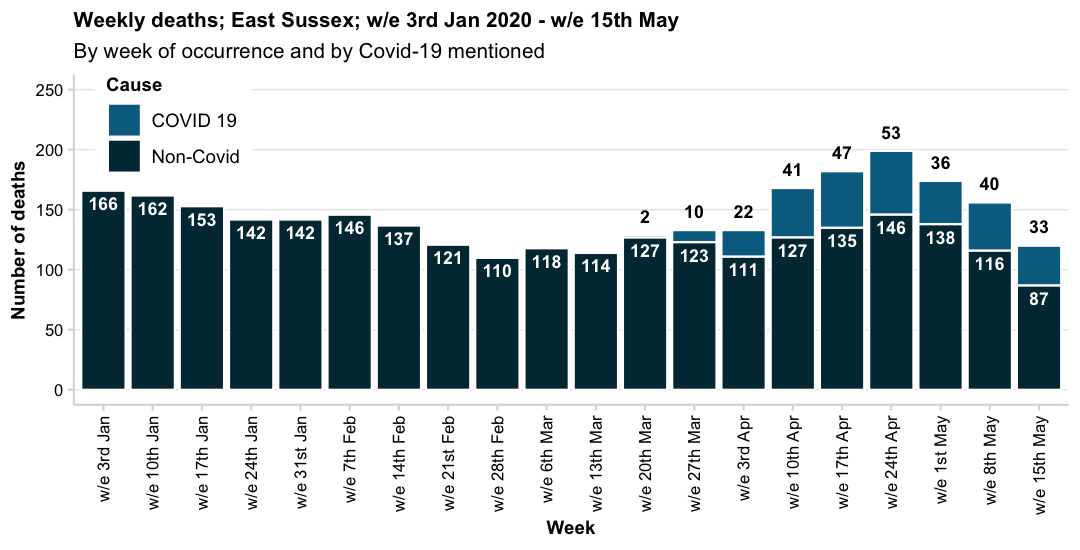 Weekly deaths; East Sussex; w/e 3rd Jan 2020 - w/e 15th May
By week of occurrence and by Covid-19 mentioned
Cause
COVID 19
Non-Covid
Number of deaths
250
200
150
100
50
0
2 10 22 41 47 53 36 40 33
166 162 153 142 142 146 137 121 110 118 114 127 123 111 127 135 146 138 116 87
w/e 3rd Jan
w/e 10th Jan
w/e 17th Jan
w/e 24th Jan
w/e 31st Jan
w/e 7th Feb
w/e 14th Feb
w/e 21st Feb
w/e 28th Feb
w/e 6th Mar
w/e 13th Mar
w/e 20th Mar
w/e 27th Mar
w/e 3rd Apr
w/e 10th Apr
w/e 17th Apr
w/e 24th Apr
w/e 1st May
w/e 8th May
w/e 15th May
Week